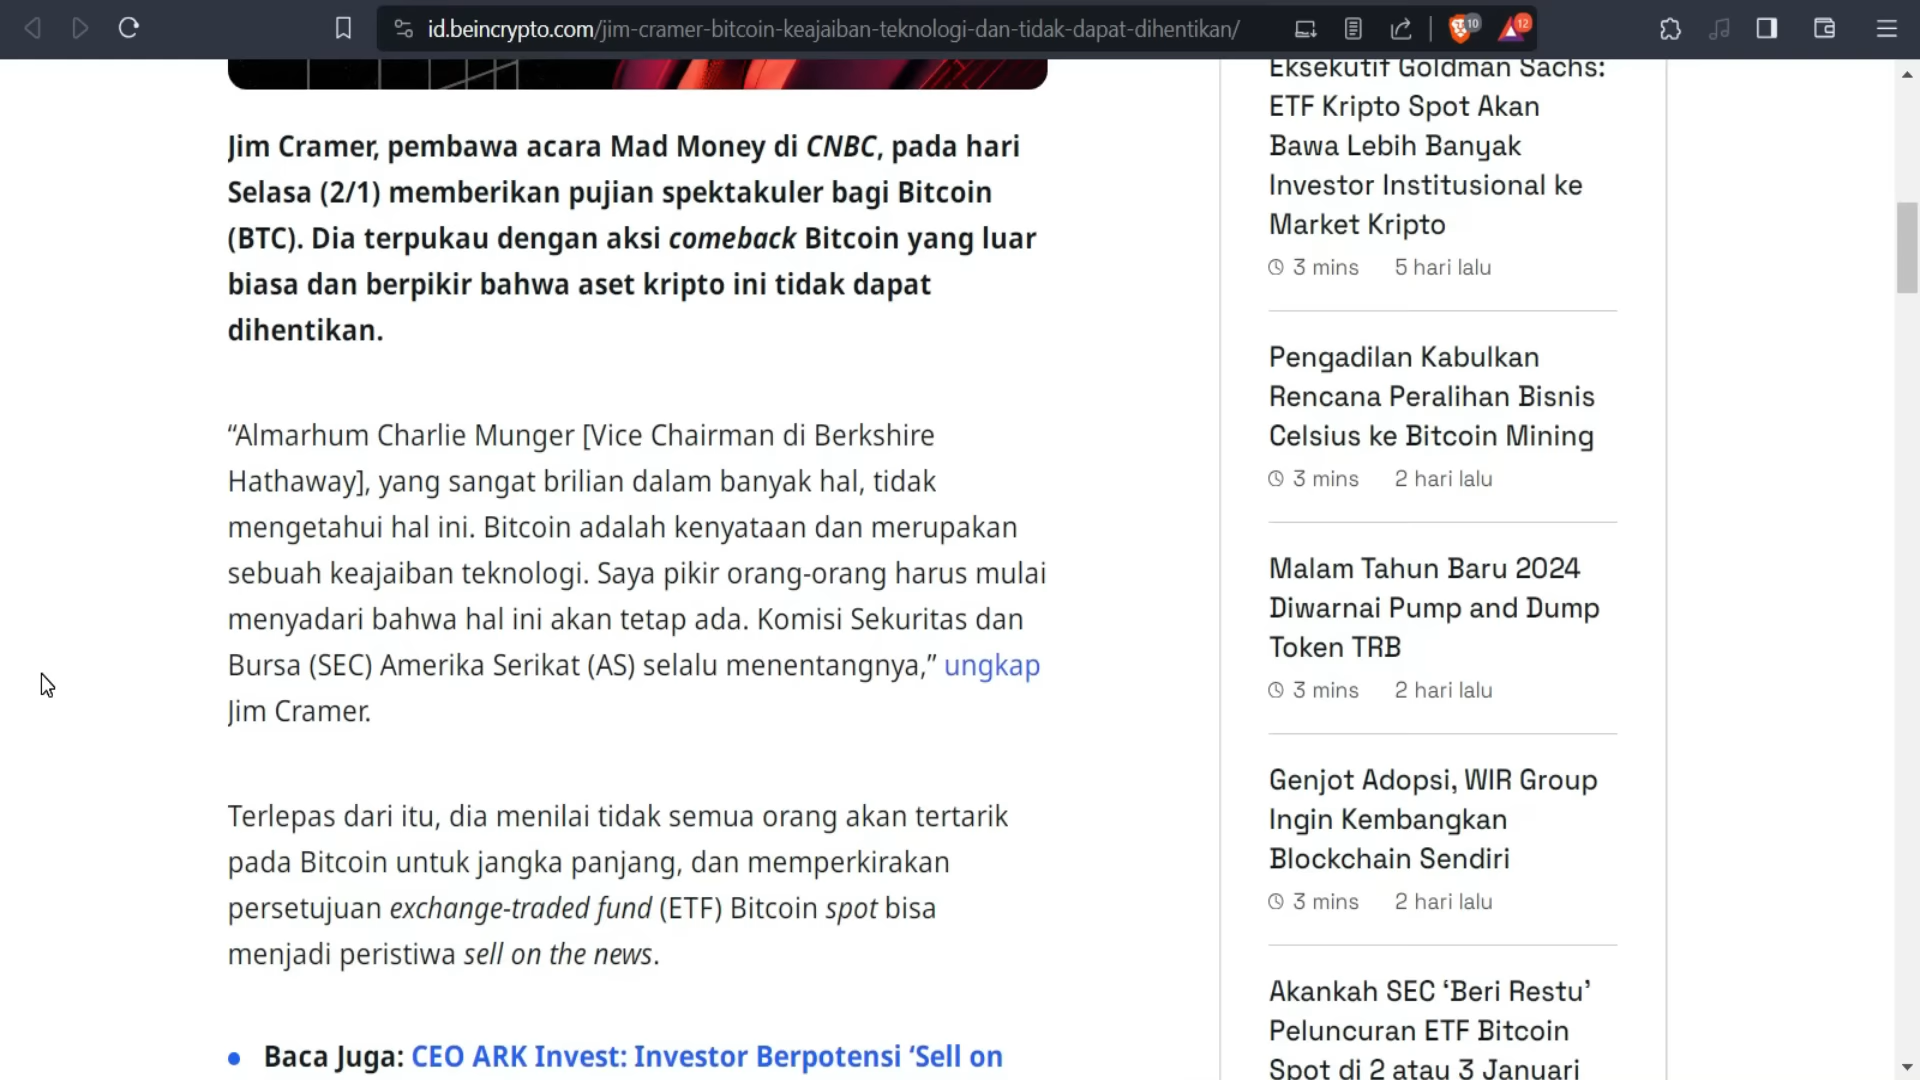 id.beincrypto.com/jim-cramer-bitcoin-keajaiban-teknologi-dan-tidak-dapat-dihentikan/
10
12
Jim Cramer, pembawa acara Mad Money di CNBC, pada hari
Selasa (2/1) memberikan pujian spektakuler bagi Bitcoin
(BTC). Dia terpukau dengan aksi comeback Bitcoin yang luar
biasa dan berpikir bahwa aset kripto ini tidak dapat
dihentikan.
“Almarhum Charlie Munger [Vice Chairman di Berkshire
Hathaway], yang sangat brilian dalam banyak hal, tidak
mengetahui hal ini. Bitcoin adalah kenyataan dan merupakan
sebuah keajaiban teknologi. Saya pikir orang-orang harus mulai
menyadari bahwa hal ini akan tetap ada. Komisi Sekuritas dan
Bursa (SEC) Amerika Serikat (AS) selalu menentangnya,” ungkap
Jim Cramer.
Terlepas dari itu, dia menilai tidak semua orang akan tertarik
pada Bitcoin untuk jangka panjang, dan memperkirakan
persetujuan exchange-traded fund (ETF) Bitcoin spot bisa
menjadi peristiwa sell on the news.
Baca Juga: CEO ARK Invest: Investor Berpotensi ‘Sell on
Eksekutif Goldman Sachs:
ETF Kripto Spot Akan
Bawa Lebih Banyak
Investor Institusional ke
Market Kripto
3 mins 5 hari lalu
Pengadilan Kabulkan
Rencana Peralihan Bisnis
Celsius ke Bitcoin Mining
3 mins 2 hari lalu
Malam Tahun Baru 2024
Diwarnai Pump and Dump
Token TRB
3 mins 2 hari lalu
Genjot Adopsi, WIR Group
Ingin Kembangkan
Blockchain Sendiri
3 mins 2 hari lalu
Akankah SEC ‘Beri Restu’
Peluncuran ETF Bitcoin
Spot di 2 atau 3 Januari